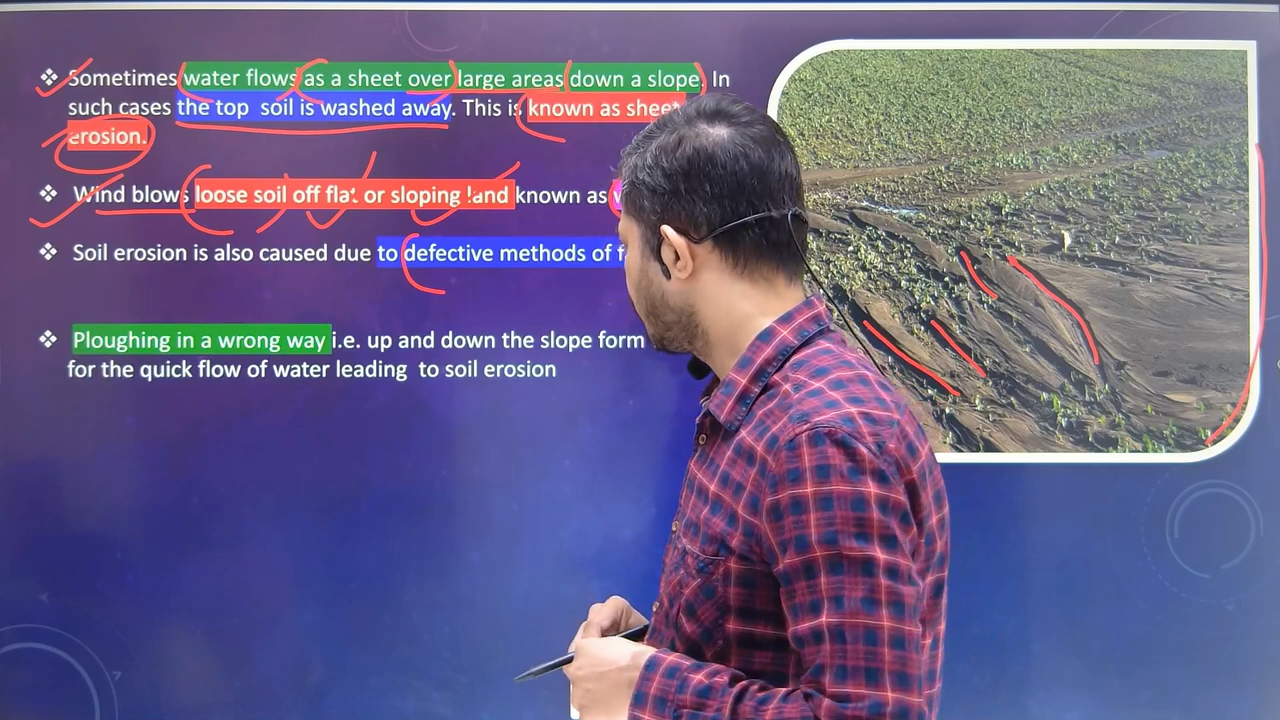 Sometimes water flows as a sheet over large areas down a slope. In
such cases the top soil is washed away. This is known as sheet
erosion.
Wind blows loose soil off flat or sloping land known as
Soil erosion is also caused due to defective methods of
Ploughing in a wrong way i.e. up and down the slope form
for the quick flow of water leading to soil erosion